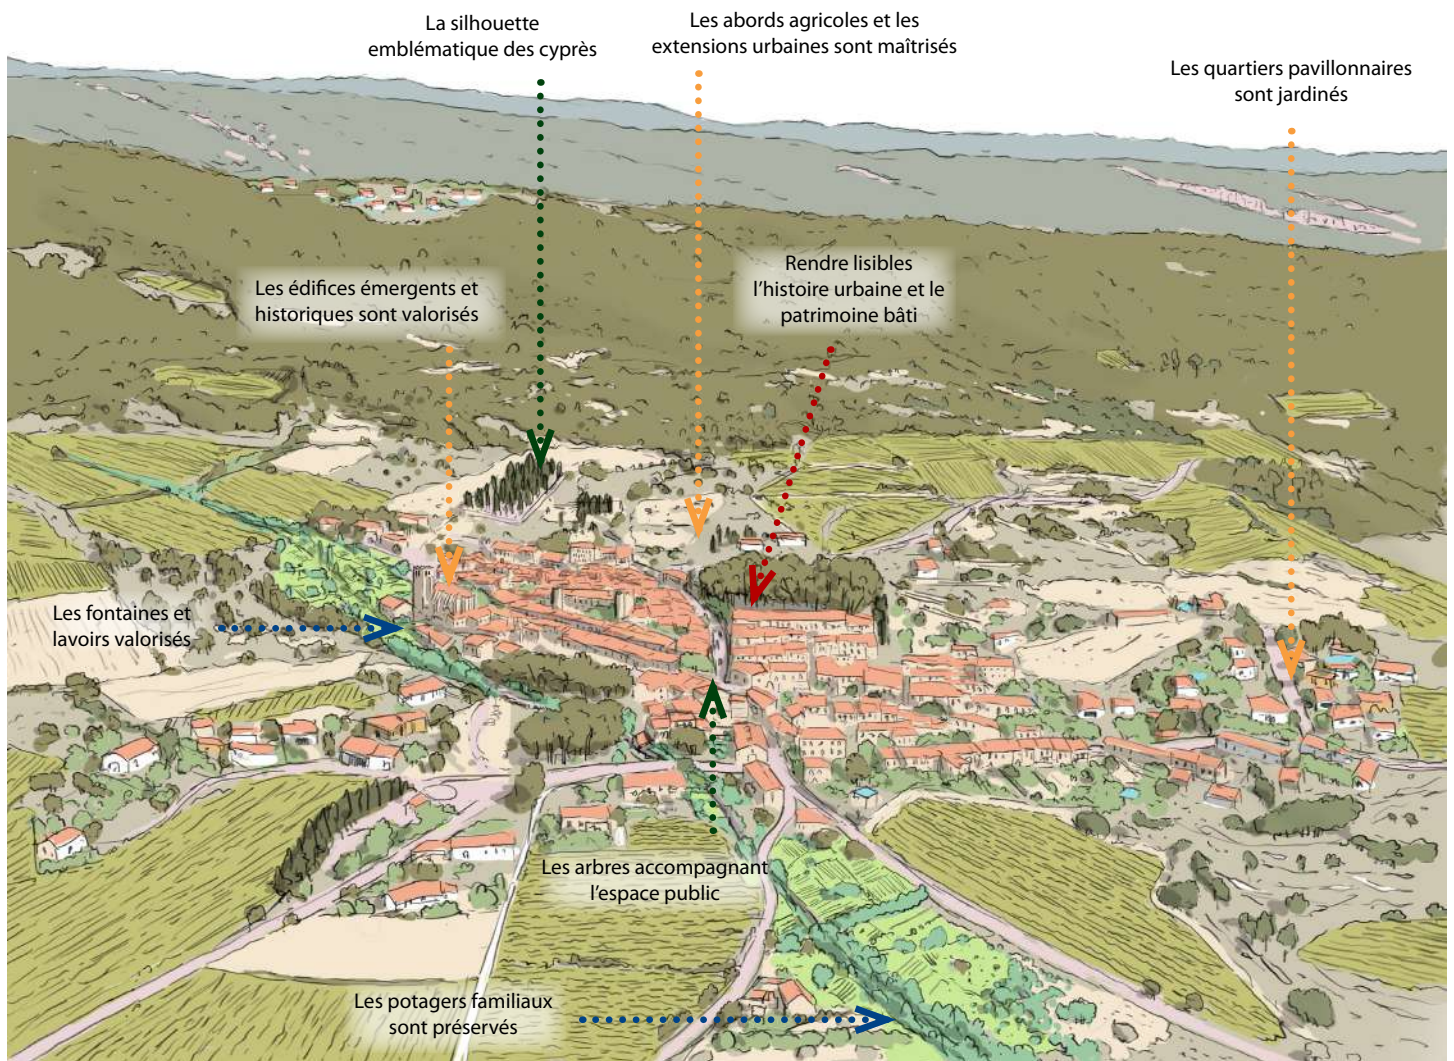 La silhouette
emblématique des cyprès
Les abords agricoles et les
extensions urbaines sont maîtrisés
Les quartiers pavillonnaires
sont jardinés
Les édifices émergents et
historiques sont valorisés
Rendre lisibles
l’histoire urbaine et le
patrimoine bâti
Les fontaines et
lavoirs valorisés
Les arbres accompagnant
l’espace public
Les potagers familiaux
sont préservés